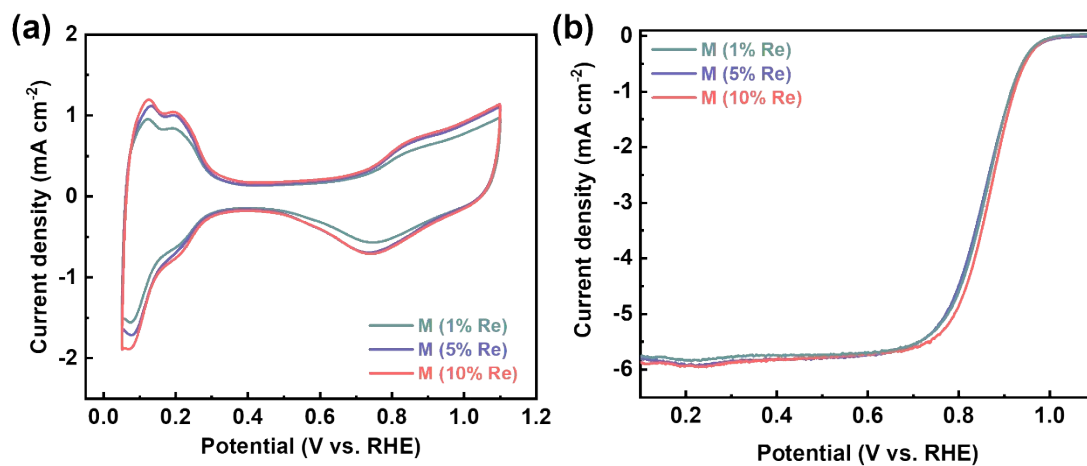 (a)
2
1
0
-1
-2
Current density (mA cm⁻²)
M (1% Re)
M (5% Re)
M (10% Re)
0.0 0.2 0.4 0.6 0.8 1.0 1.2
Potential (V vs. RHE)
(b)
M (1% Re)
M (5% Re)
M (10% Re)
0
-1
-2
-3
-4
-5
-6
Current density (mA cm⁻²)
0.2 0.4 0.6 0.8 1.0
Potential (V vs. RHE)